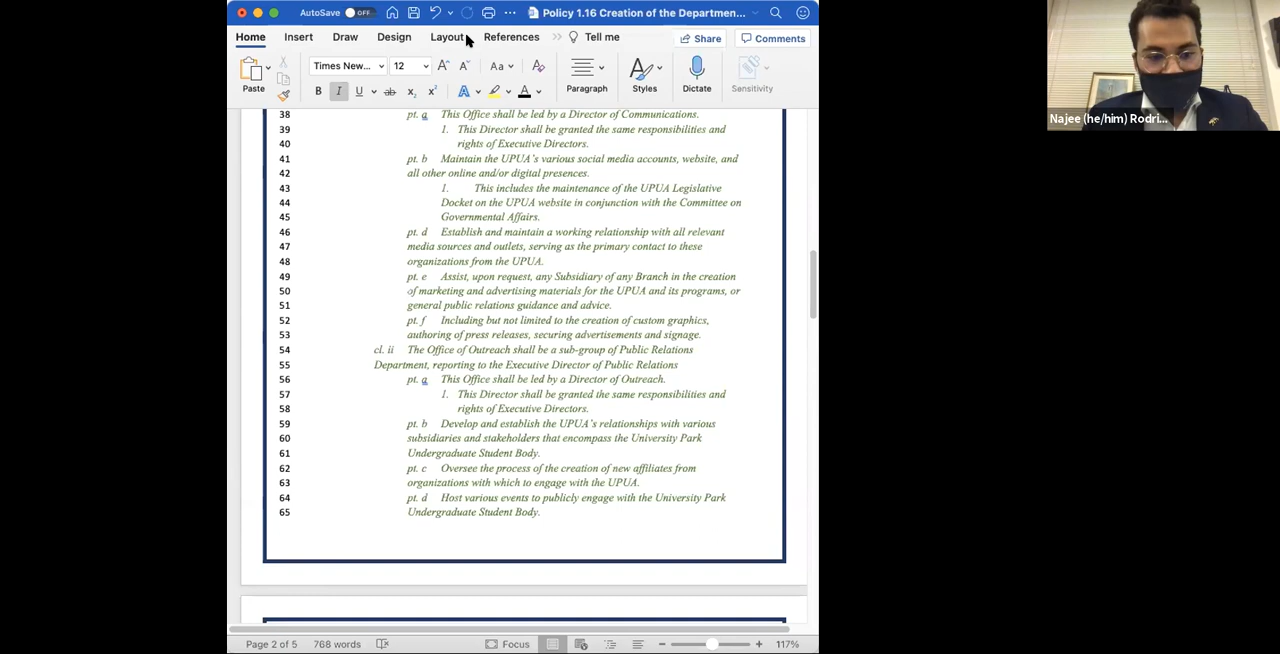 AutoSave OFF Policy 1.16 Creation of the Departmen...
Home Insert Draw Design Layout References Tell me Share Comments
Times New... 12 Aa
Paste B I U ab x₂ x² A A Paragraph Styles Dictate Sensitivity
38 pt. a This Office shall be led by a Director of Communications.
39 1. This Director shall be granted the same responsibilities and
40 rights of Executive Directors.
41 pt. b Maintain the UPUA's various social media accounts, website, and
42 all other online and/or digital presences.
43 1. This includes the maintenance of the UPUA Legislative
44 Docket on the UPUA website in conjunction with the Committee on
45 Governmental Affairs.
46 pt. d Establish and maintain a working relationship with all relevant
47 media sources and outlets, serving as the primary contact to these
48 organizations from the UPUA.
49 pt. e Assist, upon request, any Subsidiary of any Branch in the creation
50 of marketing and advertising materials for the UPUA and its programs, or
51 general public relations guidance and advice.
52 pt. f Including but not limited to the creation of custom graphics,
53 authoring of press releases, securing advertisements and signage.
54 cl. ii The Office of Outreach shall be a sub-group of Public Relations
55 Department, reporting to the Executive Director of Public Relations
56 pt. a This Office shall be led by a Director of Outreach.
57 1. This Director shall be granted the same responsibilities and
58 rights of Executive Directors.
59 pt. b Develop and establish the UPUA's relationships with various
60 subsidiaries and stakeholders that encompass the University Park
61 Undergraduate Student Body.
62 pt. c Oversee the process of the creation of new affiliates from
63 organizations with which to engage with the UPUA.
64 pt. d Host various events to publicly engage with the University Park
65 Undergraduate Student Body.
Page 2 of 5 768 words Focus 117%
Najee (he/him) Rodri...